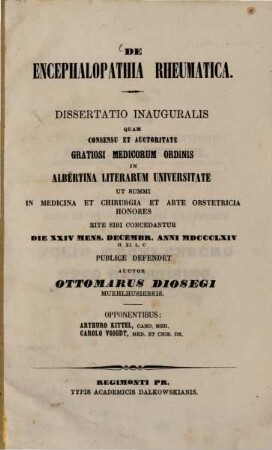 DE
ENCEPHALOPATHIA RHEUMATICA.
DISSERTATIO INAUGURALIS
QUAM
CONSENSU ET AUCTORITATE
GRATIOSI MEDICORUM ORDINIS
IN
ALBERTINA LITERARUM UNIVERSITATE
UT SUMMI
IN MEDICINA ET CHIRURGIA ET ARTE OBSTETRICIA
HONORES
RITE SIBI CONCEDANTUR
DIE XXIV MENS. DECEMBR. ANNI MDCCCLXIV
H. XI. L. C.
PUBLICE DEFENDET
AUCTOR
OTTOMARUS DIOSEGI
MUEHLHUSIENSIS.
OPPONENTIBUS:
ARTHURO KITTEL, CAND. MED.
CAROLO VOIGDT, MED. ET CHIR. DR.
REGIMONTI PR.
TYPIS ACADEMICIS DALKOWSKIANIS.